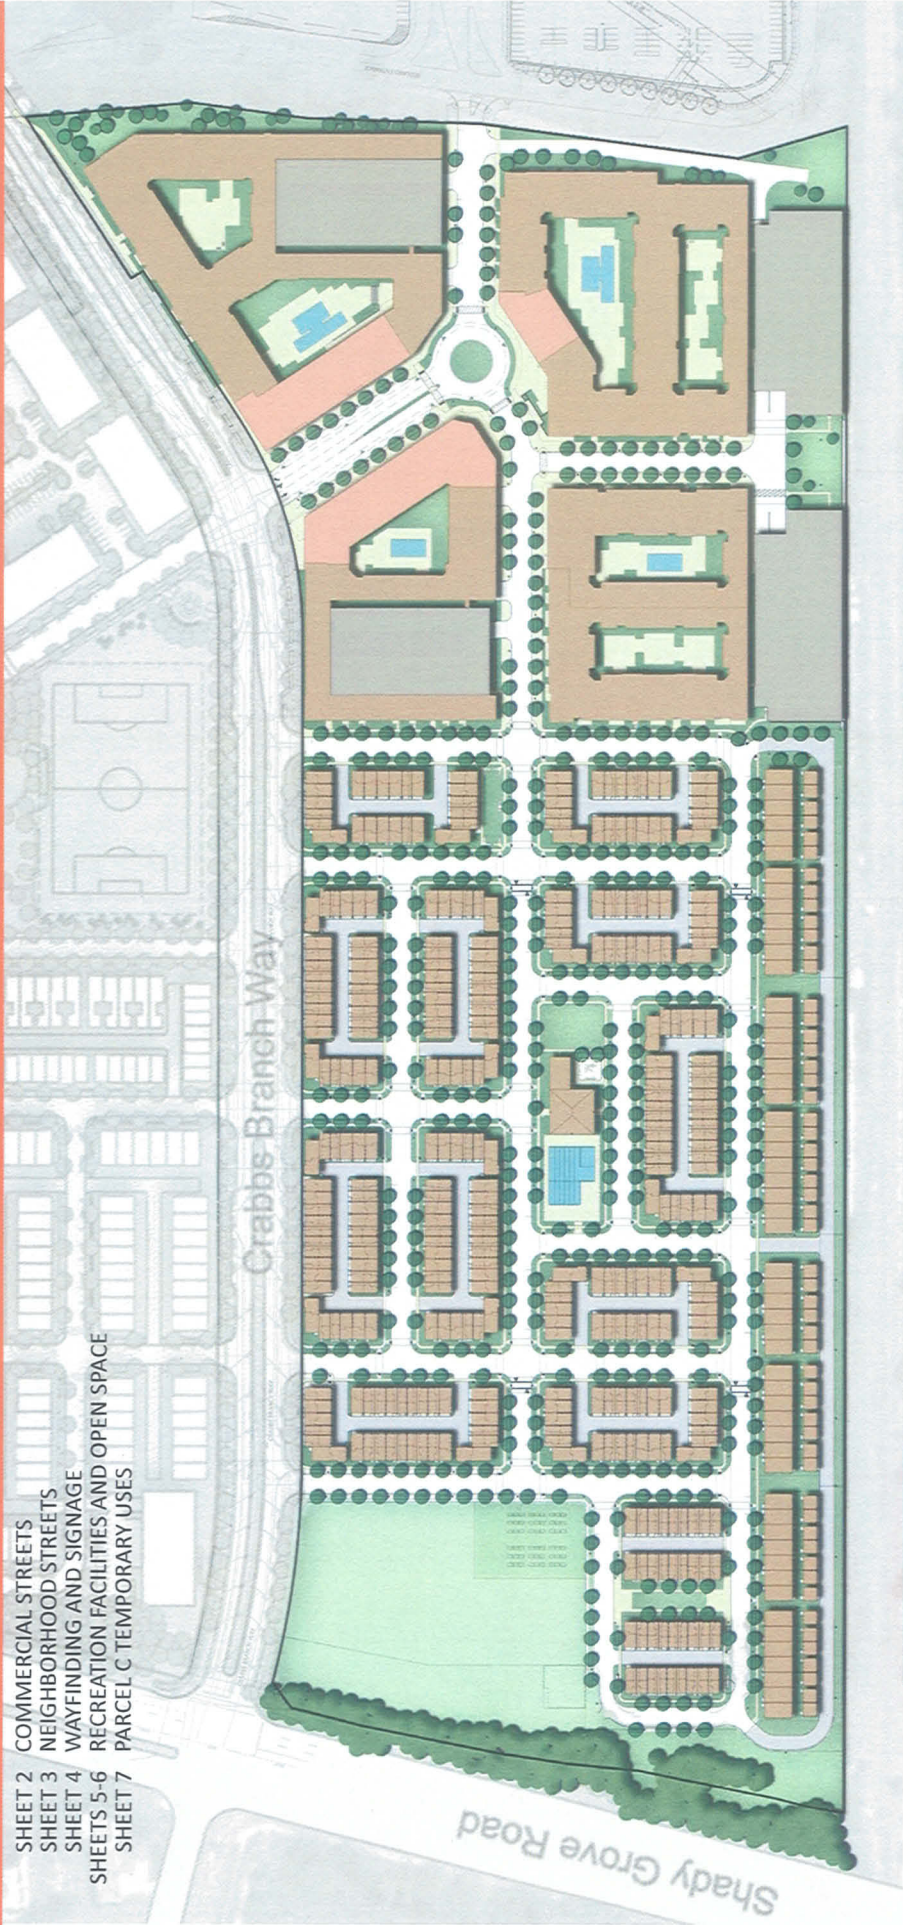 SHEET 2 COMMERCIAL STREETS
SHEET 3 NEIGHBORHOOD STREETS
SHEET 4 WAYFINDING AND SIGNAGE
SHEETS 5-6 RECREATION FACILITIES AND OPEN SPACE
SHEET 7 PARCEL C TEMPORARY USES
Crabbs Branch Way
Shady Grove Road